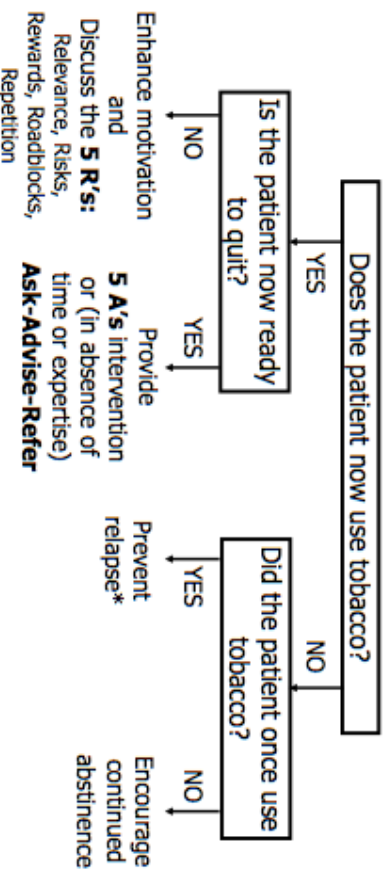 Does the patient now use tobacco?
YES
NO
Is the patient now ready
to quit?
Did the patient once use
tobacco?
NO
YES
YES
NO
Enhance motivation
and
Discuss the 5 R's:
Relevance, Risks,
Rewards, Roadblocks,
Repetition
Provide
5 A's intervention
or (in absence of
time or expertise)
Ask-Advise-Refer
Prevent
relapse*
Encourage
continued
abstinence